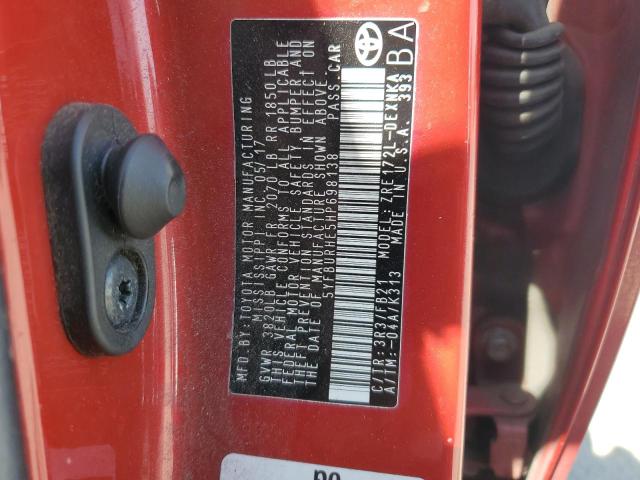 MFD. BY: TOYOTA MOTOR MANUFACTURING
MISSISSIPPI INC. 05/17
GVWR 3820LB GAWR FR 2070 LB RR 1850LB
THIS VEHICLE CONFORMS TO ALL APPLICABLE
FEDERAL MOTOR VEHICLE SAFETY, BUMPER AND
THEFT PREVENTION STANDARDS IN EFFECT ON
THE DATE OF MANUFACTURE SHOWN ABOVE.
5YFBURHE5HP698138 PASS. CAR
C/TR: 3R3/FB21 MODEL: ZRE172L-DEXNKA
A/TM: -04A/K313 MADE IN U.S.A. 393
BA